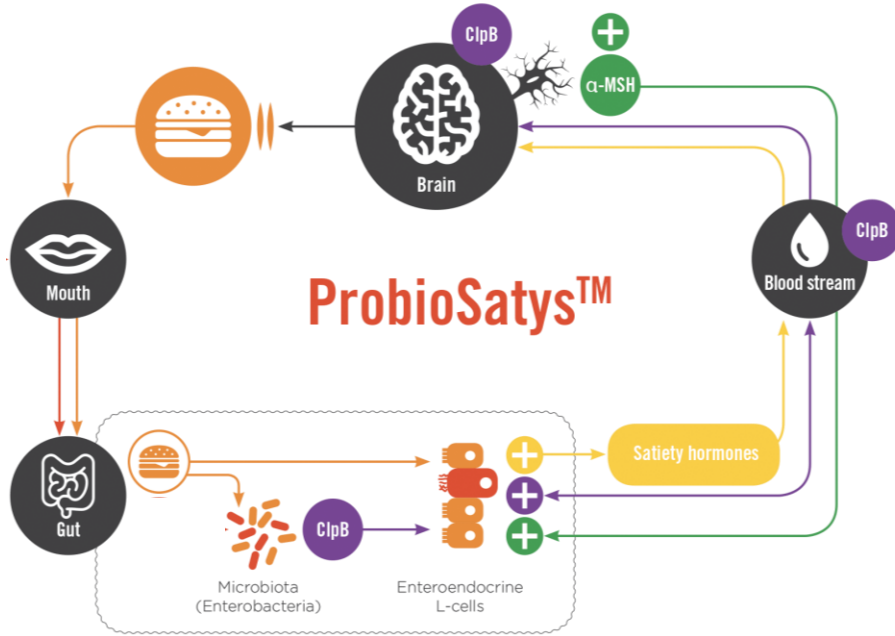 ClpB
α-MSH
Brain
Mouth
ClpB
Blood stream
ProbioSatys™
Satiety hormones
Gut
ClpB
Microbiota
(Enterobacteria)
Enteroendocrine
L-cells